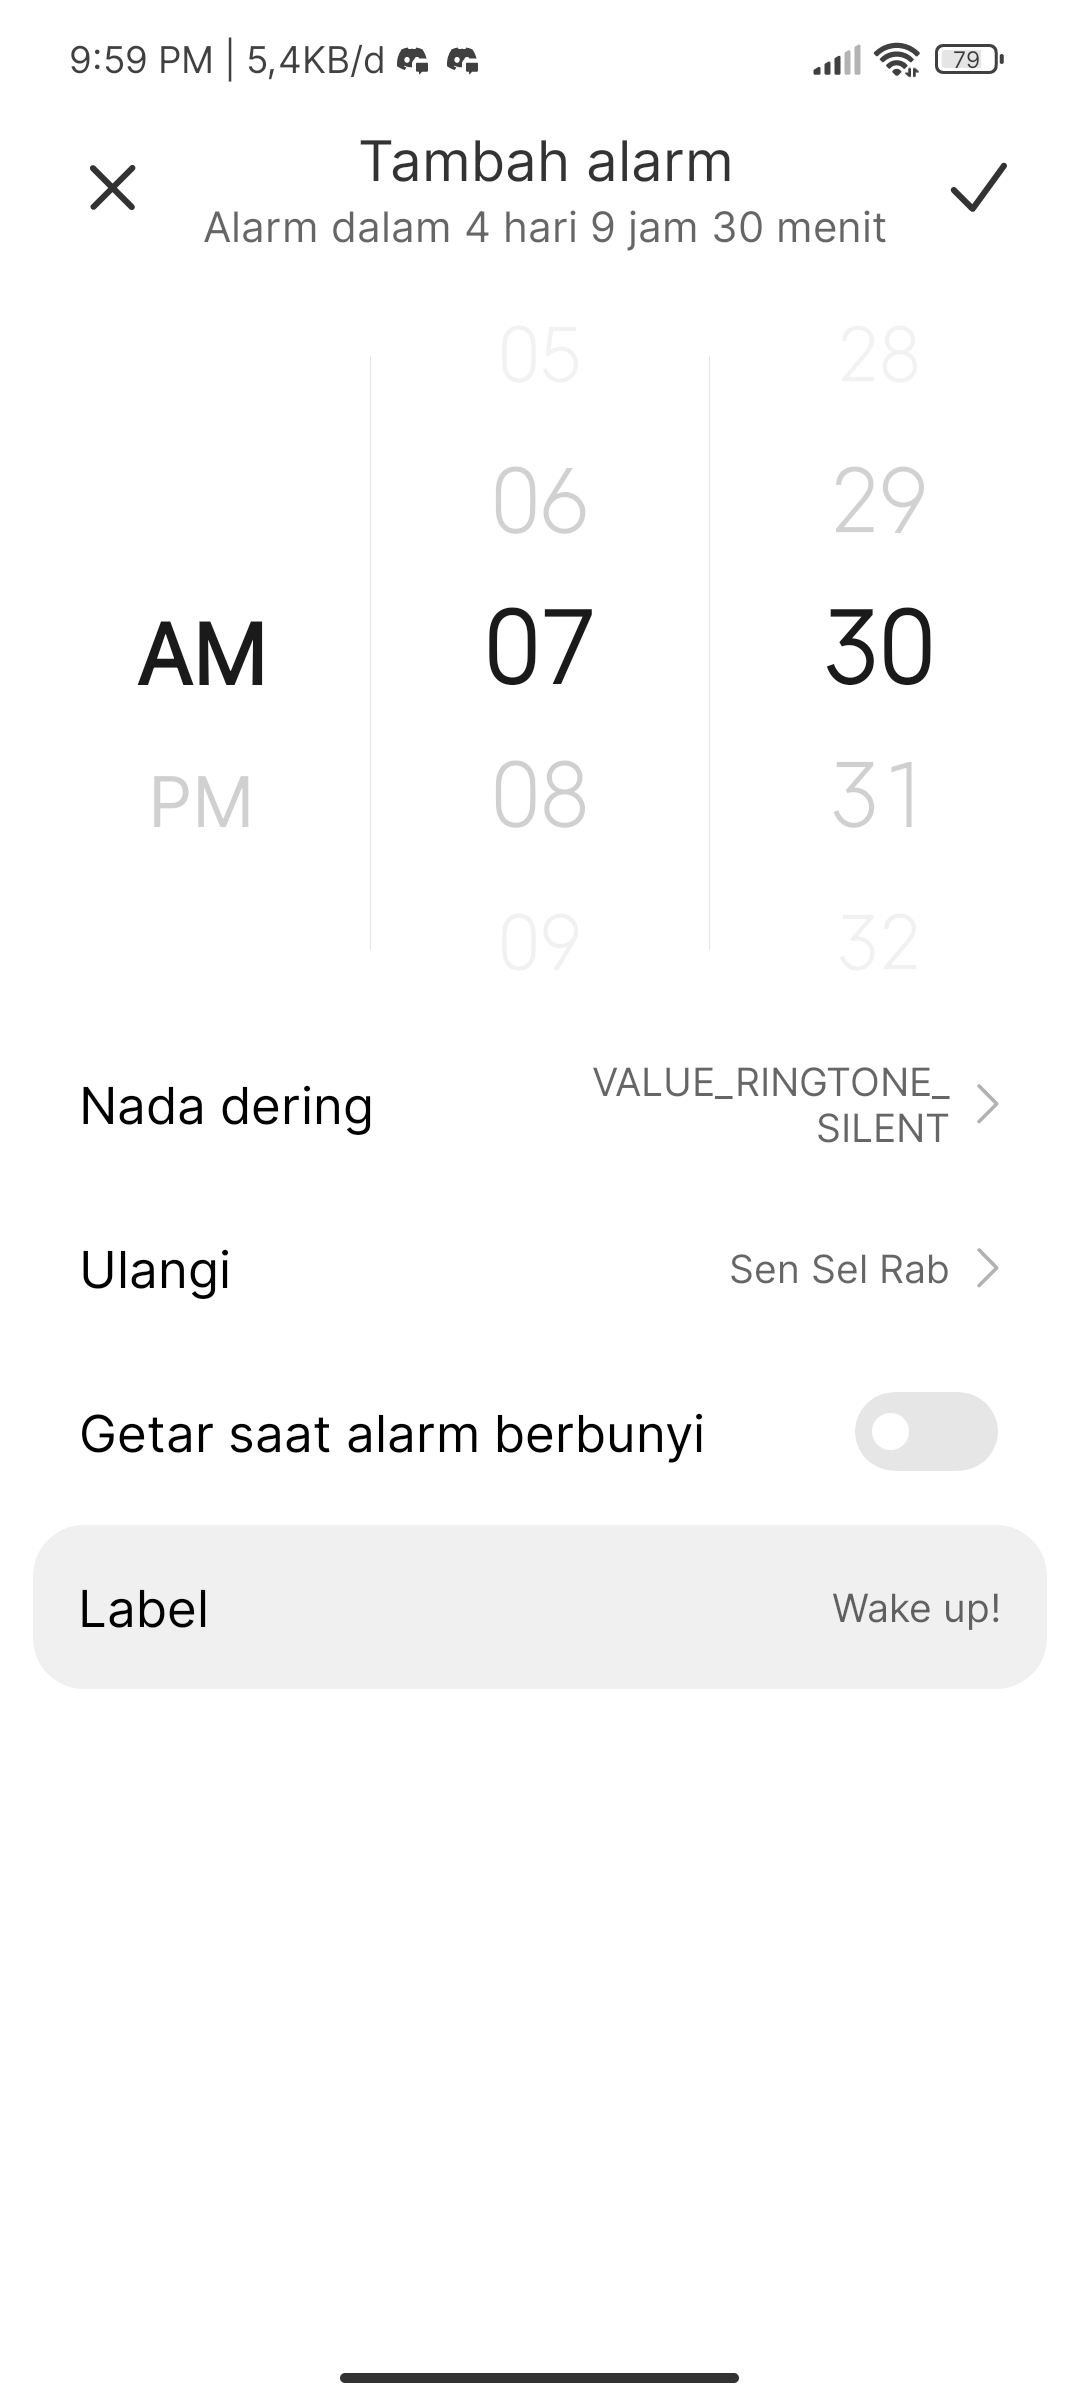 9:59 PM | 5,4KB/d
79
Tambah alarm
Alarm dalam 4 hari 9 jam 30 menit
05 28
06 29
AM 07 30
PM 08 31
09 32
Nada dering VALUE_RINGTONE_
SILENT
Ulangi Sen Sel Rab
Getar saat alarm berbunyi
Label Wake up!